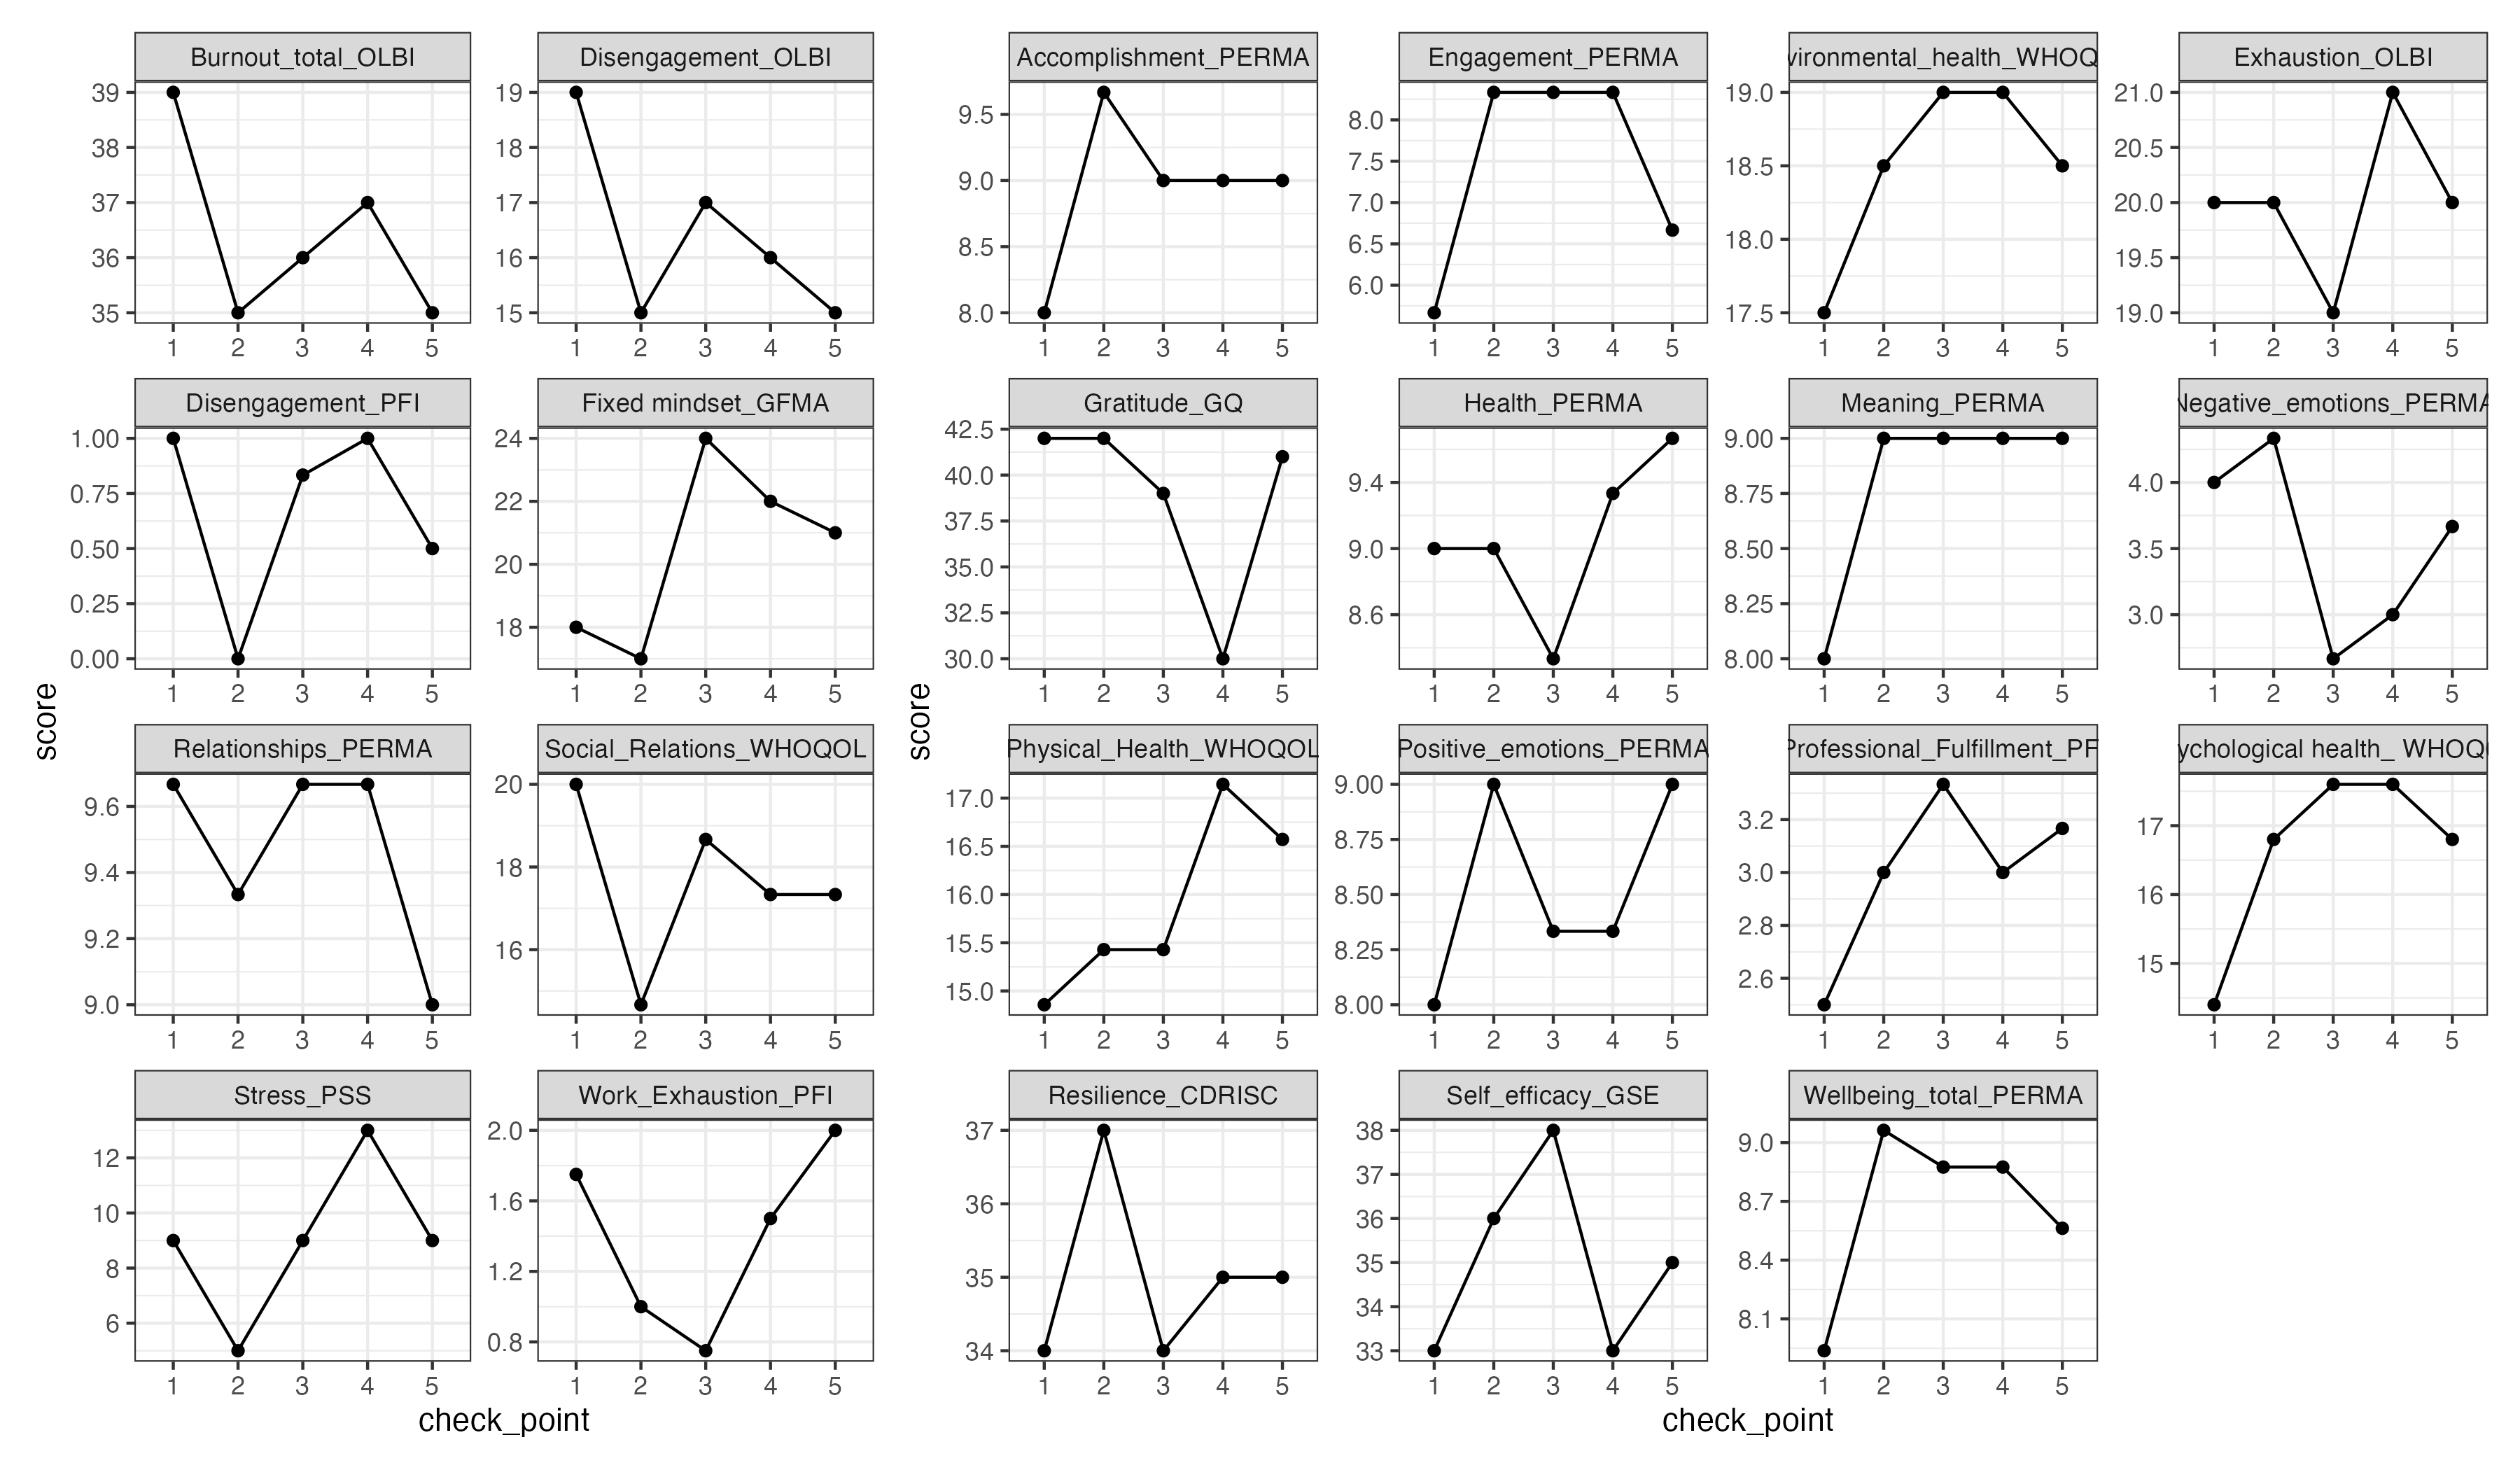 Burnout_total_OLBI
39
38
37
36
35
1 2 3 4 5
Disengagement_OLBI
19
18
17
16
15
1 2 3 4 5
Disengagement_PFI
1.00
0.75
0.50
0.25
0.00
1 2 3 4 5
Fixed mindset_GFMA
24
22
20
18
1 2 3 4 5
Relationships_PERMA
9.6
9.4
9.2
9.0
1 2 3 4 5
Social_Relations_WHOQOL
20
18
16
1 2 3 4 5
Stress_PSS
12
10
8
6
1 2 3 4 5
Work_Exhaustion_PFI
2.0
1.6
1.2
0.8
1 2 3 4 5
score
check_point
Accomplishment_PERMA
9.5
9.0
8.5
8.0
1 2 3 4 5
Engagement_PERMA
8.0
7.5
7.0
6.5
6.0
1 2 3 4 5
vironmental_health_WHOQ
19.0
18.5
18.0
17.5
1 2 3 4 5
Exhaustion_OLBI
21.0
20.5
20.0
19.5
19.0
1 2 3 4 5
Gratitude_GQ
42.5
40.0
37.5
35.0
32.5
30.0
1 2 3 4 5
Health_PERMA
9.4
9.0
8.6
1 2 3 4 5
Meaning_PERMA
9.00
8.75
8.50
8.25
8.00
1 2 3 4 5
Negative_emotions_PERMA
4.0
3.5
3.0
1 2 3 4 5
Physical_Health_WHOQOL
17.0
16.5
16.0
15.5
15.0
1 2 3 4 5
Positive_emotions_PERMA
9.00
8.75
8.50
8.25
8.00
1 2 3 4 5
Professional_Fulfillment_PF
3.2
3.0
2.8
2.6
1 2 3 4 5
ychological health_ WHOQ
17
16
15
1 2 3 4 5
Resilience_CDRISC
37
36
35
34
1 2 3 4 5
Self_efficacy_GSE
38
37
36
35
34
33
1 2 3 4 5
Wellbeing_total_PERMA
9.0
8.7
8.4
8.1
1 2 3 4 5
score
check_point